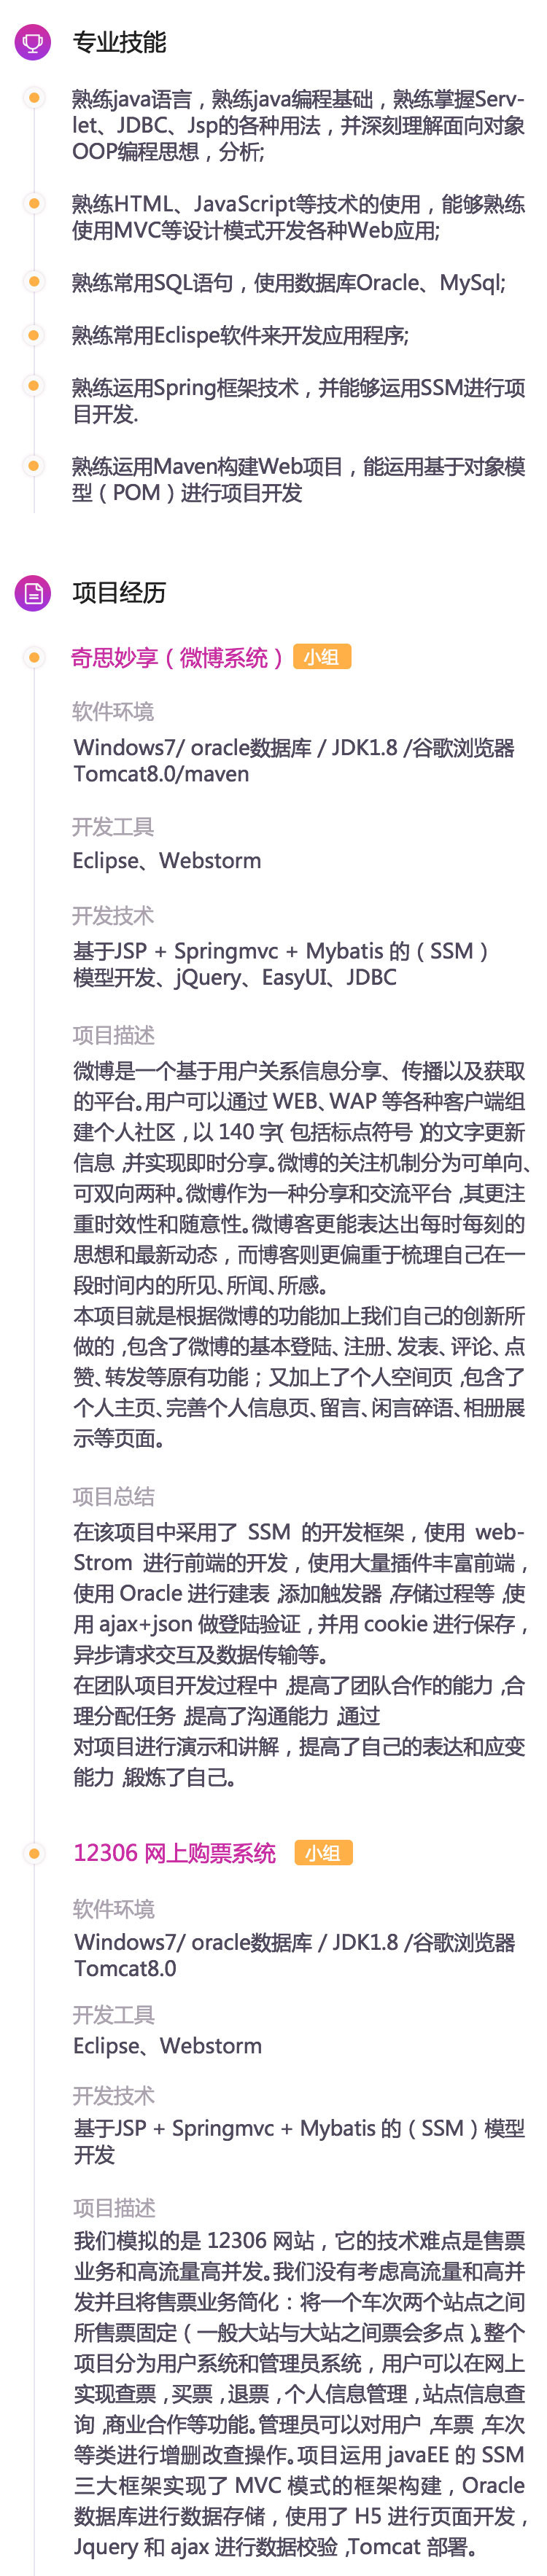 专业技能
熟练java语言，熟练java编程基础，熟练掌握Serv-
let、JDBC、Jsp的各种用法，并深刻理解面向对象
OOP编程思想，分析;
熟练HTML、JavaScript等技术的使用，能够熟练
使用MVC等设计模式开发各种Web应用;
熟练常用SQL语句，使用数据库Oracle、MySql;
熟练常用Eclispe软件来开发应用程序;
熟练运用Spring框架技术，并能够运用SSM进行项
目开发.
熟练运用Maven构建Web项目，能运用基于对象模
型（POM）进行项目开发
项目经历
奇思妙享（微博系统） 小组
软件环境
Windows7/ oracle数据库 / JDK1.8 /谷歌浏览器
Tomcat8.0/maven
开发工具
Eclipse、Webstorm
开发技术
基于JSP + Springmvc + Mybatis 的（SSM）
模型开发、jQuery、EasyUI、JDBC
项目描述
微博是一个基于用户关系信息分享、传播以及获取
的平台。用户可以通过 WEB、WAP 等各种客户端组
建个人社区，以 140 字（包括标点符号）的文字更新
信息，并实现即时分享。微博的关注机制分为可单向、
可双向两种。微博作为一种分享和交流平台，其更注
重时效性和随意性。微博客更能表达出每时每刻的
思想和最新动态，而博客则更偏重于梳理自己在一
段时间内的所见、所闻、所感。
本项目就是根据微博的功能加上我们自己的创新所
做的，包含了微博的基本登陆、注册、发表、评论、点
赞、转发等原有功能；又加上了个人空间页，包含了
个人主页、完善个人信息页、留言、闲言碎语、相册展
示等页面。
项目总结
在该项目中采用了 SSM 的开发框架，使用 web-
Strom 进行前端的开发，使用大量插件丰富前端，
使用 Oracle 进行建表，添加触发器，存储过程等，使
用 ajax+json 做登陆验证，并用 cookie 进行保存，
异步请求交互及数据传输等。
在团队项目开发过程中，提高了团队合作的能力，合
理分配任务，提高了沟通能力，通过
对项目进行演示和讲解，提高了自己的表达和应变
能力，锻炼了自己。
12306 网上购票系统 小组
软件环境
Windows7/ oracle数据库 / JDK1.8 /谷歌浏览器
Tomcat8.0
开发工具
Eclipse、Webstorm
开发技术
基于JSP + Springmvc + Mybatis 的（SSM）模型
开发
项目描述
我们模拟的是 12306 网站，它的技术难点是售票
业务和高流量高并发。我们没有考虑高流量和高并
发并且将售票业务简化：将一个车次两个站点之间
所售票固定（一般大站与大站之间票会多点）。整个
项目分为用户系统和管理员系统，用户可以在网上
实现查票，买票，退票，个人信息管理，站点信息查
询，商业合作等功能。管理员可以对用户，车票，车次
等类进行增删改查操作。项目运用 javaEE 的 SSM
三大框架实现了 MVC 模式的框架构建，Oracle
数据库进行数据存储，使用了 H5 进行页面开发，
Jquery 和 ajax 进行数据校验，Tomcat 部署。